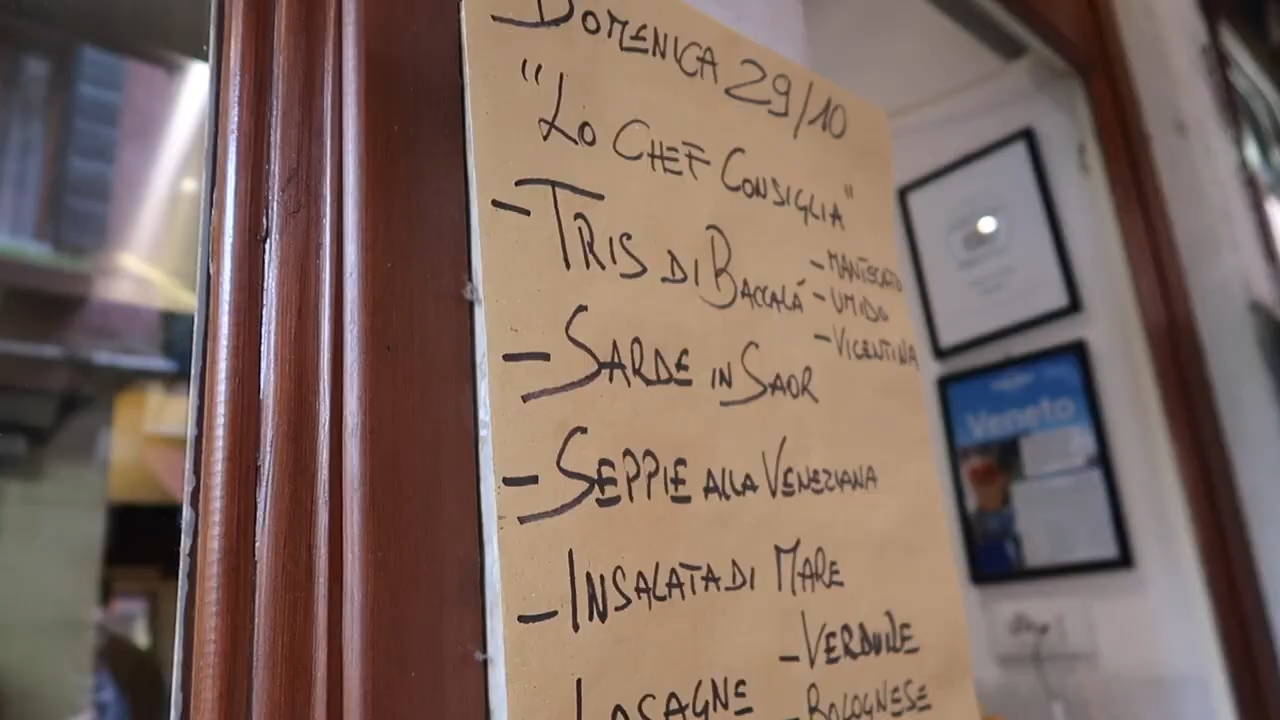 DOMENICA 29/10
"LO CHEF CONSIGLIA"
- TRIS DI BACCALÀ
- MANTECATO
- UMIDO
- VICENTINA
- SARDE IN SAOR
- SEPPIE ALLA VENEZIANA
- INSALATA DI MARE
LASAGNE
- VERDURE
- BOLOGNESE
Veneto